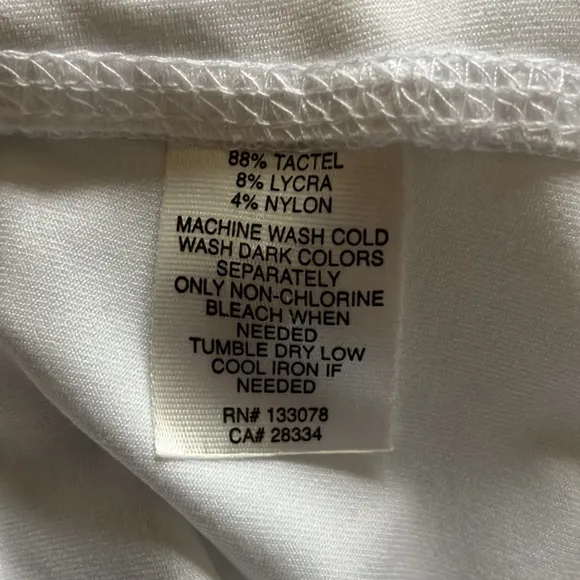 88% TACTEL
8% LYCRA
4% NYLON
MACHINE WASH COLD
WASH DARK COLORS
SEPARATELY
ONLY NON-CHLORINE
BLEACH WHEN
NEEDED
TUMBLE DRY LOW
COOL IRON IF
NEEDED
RN# 133078
CA# 28334